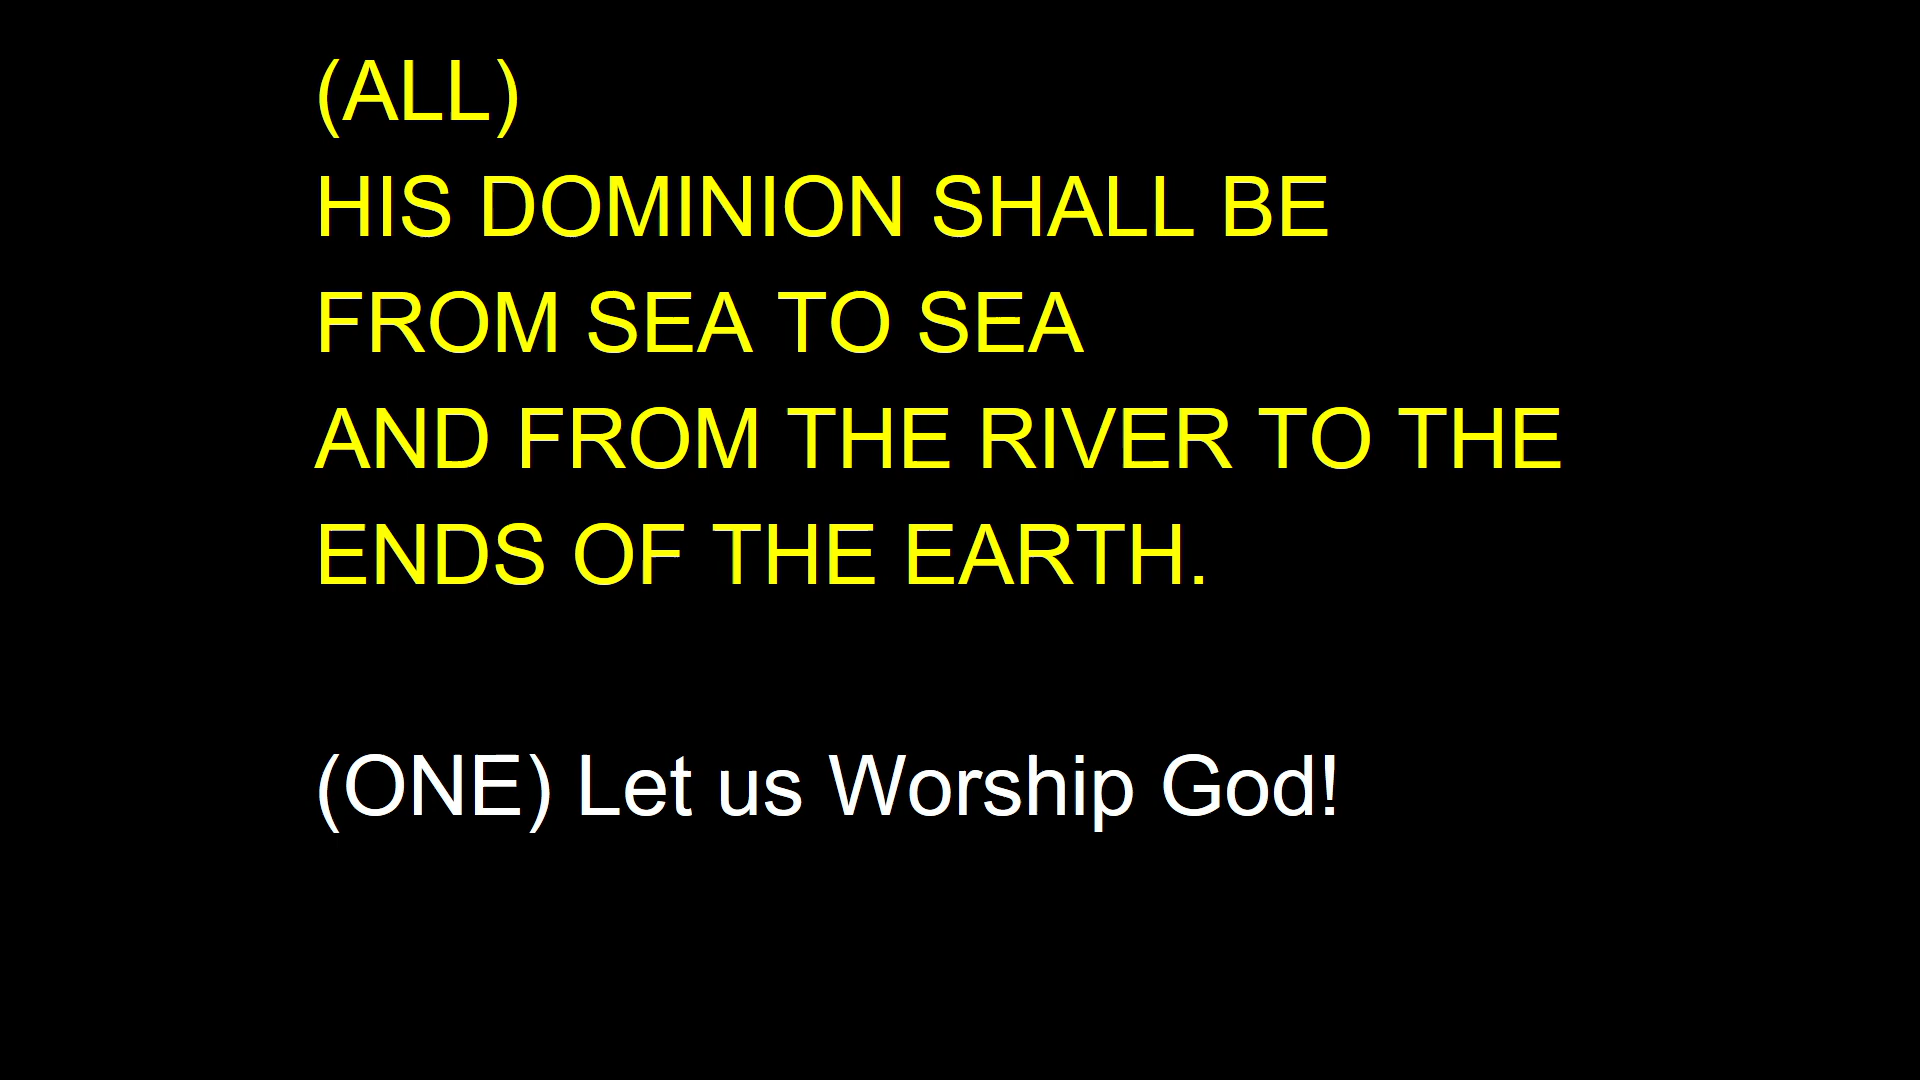 (ALL)
HIS DOMINION SHALL BE
FROM SEA TO SEA
AND FROM THE RIVER TO THE
ENDS OF THE EARTH.
(ONE) Let us Worship God!